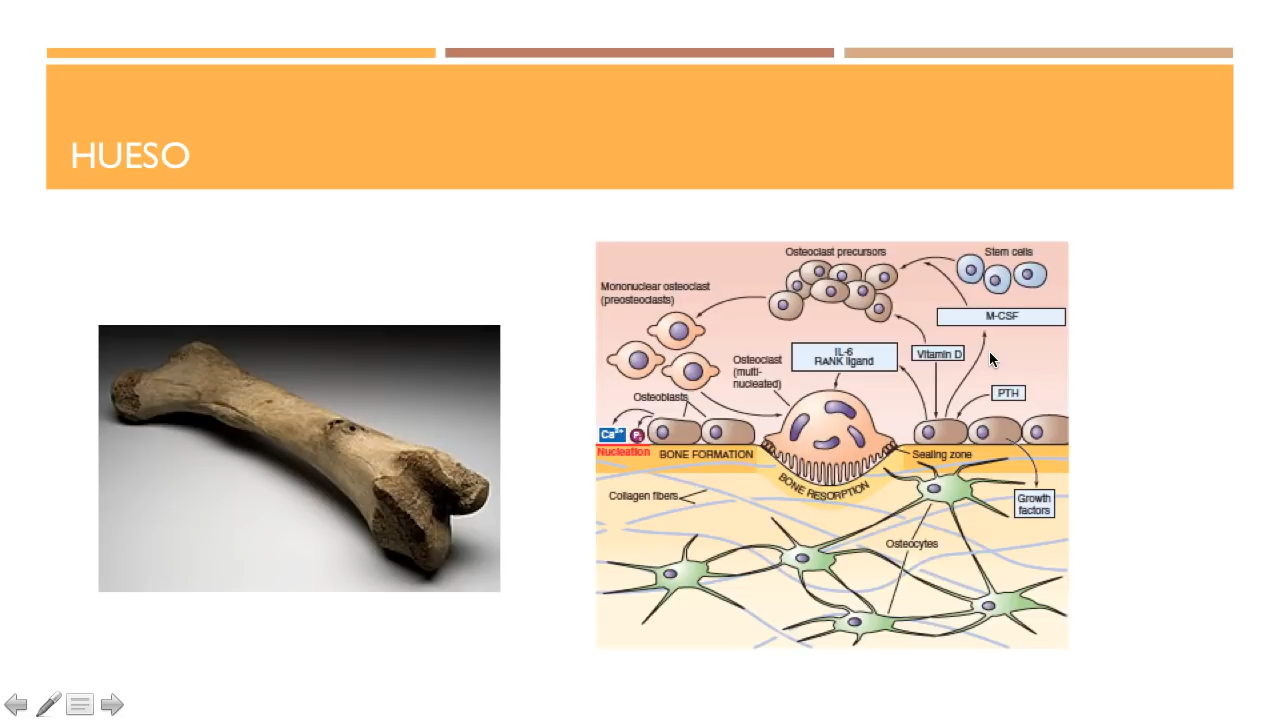 HUESO
Osteoclast precursors
Stem cells
Mononuclear osteoclast
(preosteoclasts)
M-CSF
IL-6
RANK ligand
Vitamin D
Osteoclast
(multi-
nucleated)
PTH
Osteoblasts
Ca2+
Pi
Nucleation
BONE FORMATION
Sealing zone
BONE RESORPTION
Collagen fibers
Growth
factors
Osteocytes